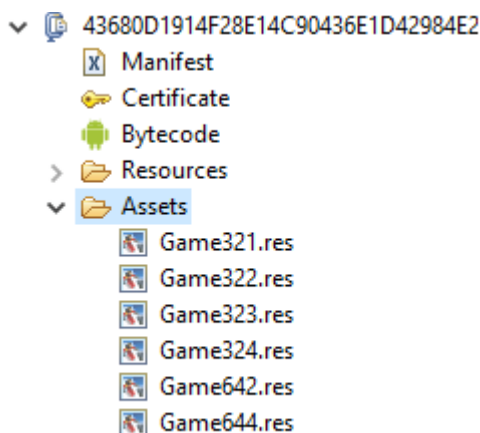 43680D1914F28E14C90436E1D42984E2
Manifest
Certificate
Bytecode
Resources
Assets
Game321.res
Game322.res
Game323.res
Game324.res
Game642.res
Game644.res